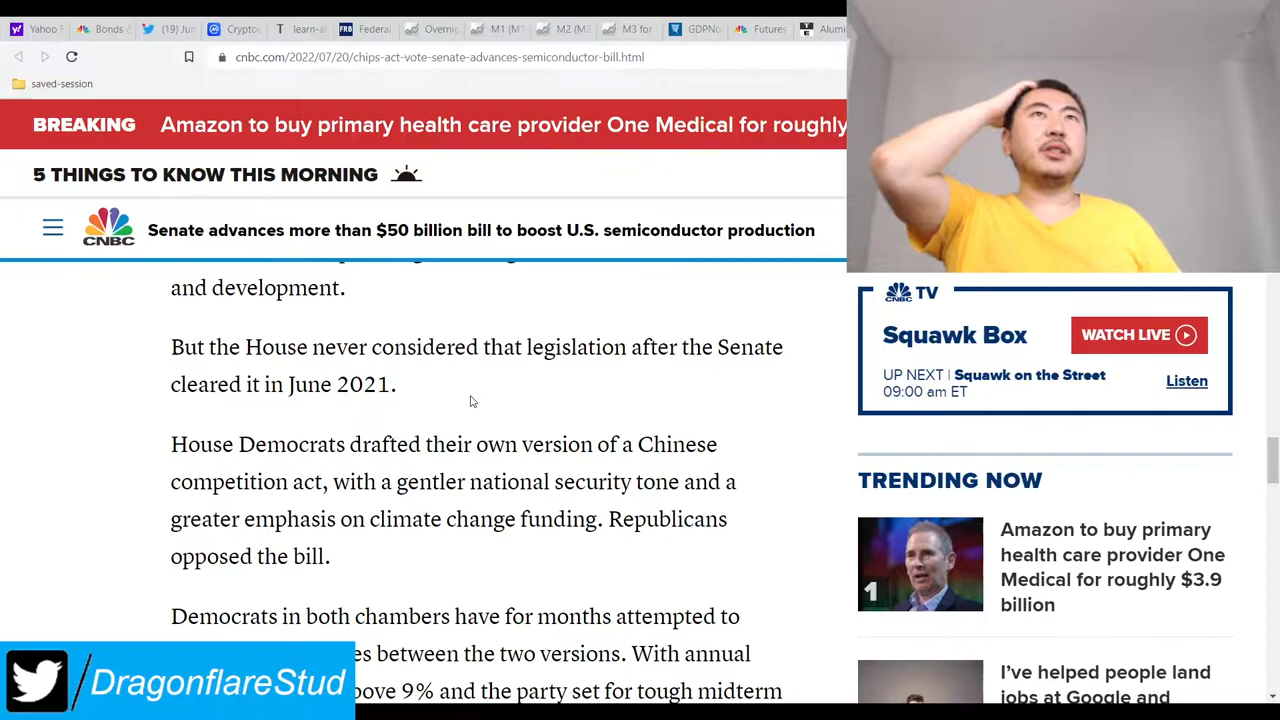 Yahoo F
Bonds &
(19) Jun
Crypto
learn-al
FRB
Federal
Overnig
M1 (M1
M2 (M2
M3 for
GDPNo
Futures
Alumi
cnbc.com/2022/07/20/chips-act-vote-senate-advances-semiconductor-bill.html
saved-session
BREAKING Amazon to buy primary health care provider One Medical for roughly
5 THINGS TO KNOW THIS MORNING
CNBC
Senate advances more than $50 billion bill to boost U.S. semiconductor production
and development.
But the House never considered that legislation after the Senate
cleared it in June 2021.
House Democrats drafted their own version of a Chinese
competition act, with a gentler national security tone and a
greater emphasis on climate change funding. Republicans
opposed the bill.
Democrats in both chambers have for months attempted to
es between the two versions. With annual
ove 9% and the party set for tough midterm
/DragonflareStud
CNBC TV
Squawk Box
WATCH LIVE
UP NEXT | Squawk on the Street
09:00 am ET
Listen
TRENDING NOW
1
Amazon to buy primary
health care provider One
Medical for roughly $3.9
billion
I've helped people land
jobs at Google and